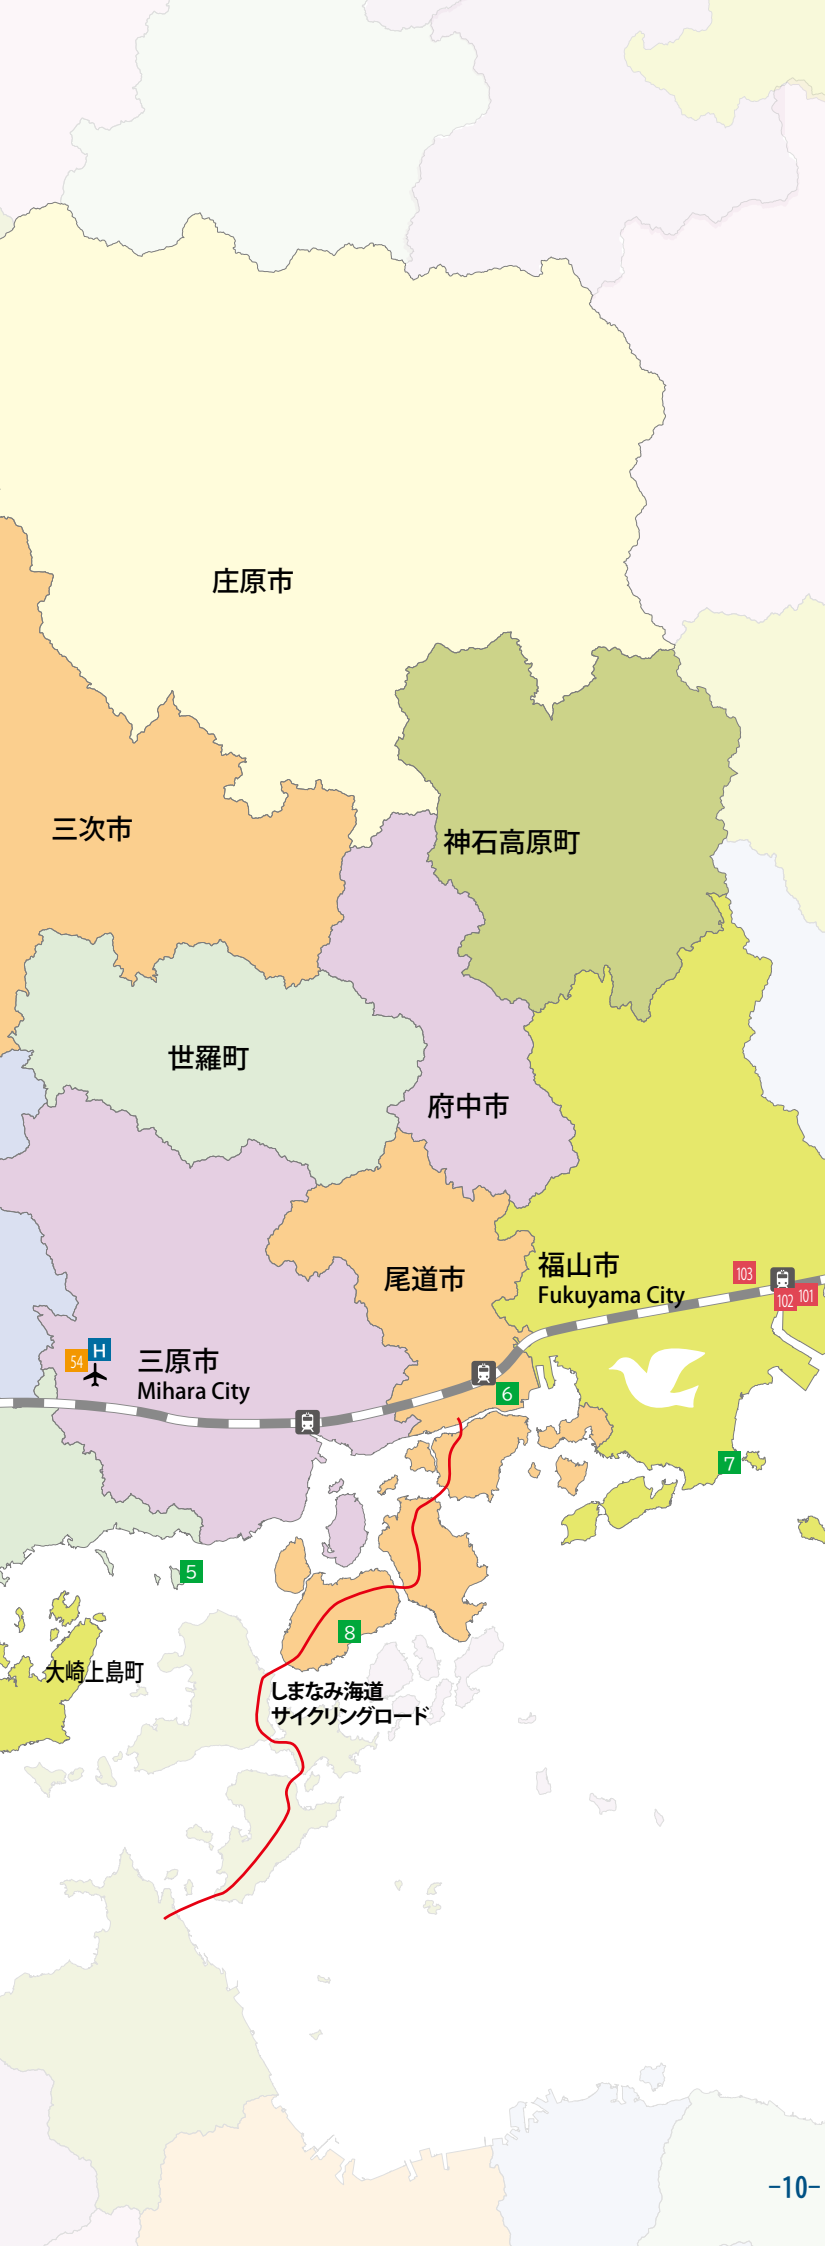 庄原市
三次市
神石高原町
世羅町
府中市
尾道市
福山市
Fukuyama City
103
102
101
三原市
Mihara City
H
54
6
7
5
8
大崎上島町
しまなみ海道
サイクリングロード
-10-